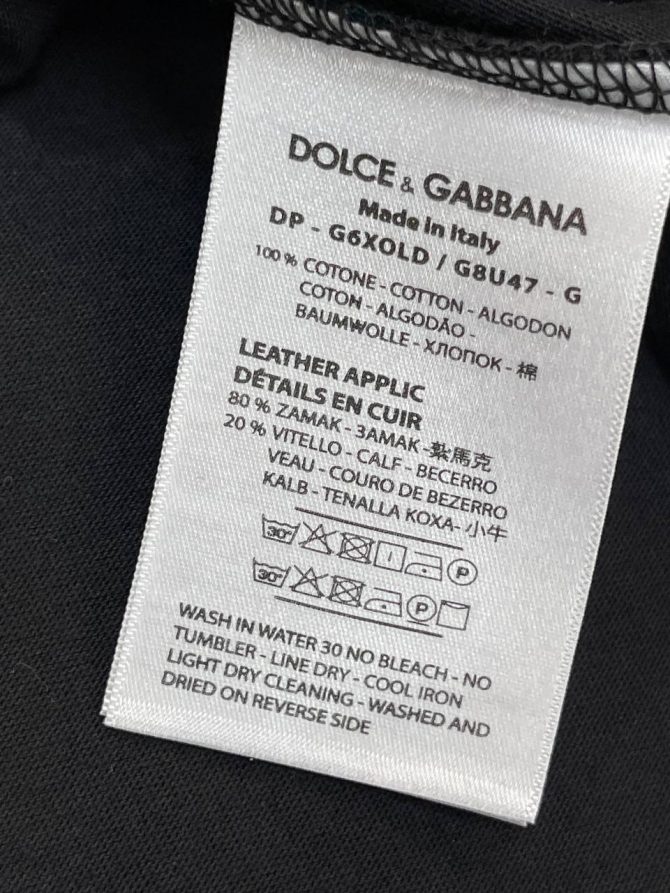 DOLCE & GABBANA
Made in Italy
DP - G6XOLD / G8U47 - G
100 % COTONE - COTTON - ALGODON
COTON - ALGODÃO -
BAUMWOLLE - ХЛОПОК - 棉
LEATHER APPLIC
DÉTAILS EN CUIR
80 % ZAMAK - 3AMAK -紮馬克
20 % VITELLO - CALF - BECERRO
VEAU - COURO DE BEZERRO
KALB - TENALLA KOXA- 小牛
30° P
30° P
WASH IN WATER 30 NO BLEACH - NO
TUMBLER - LINE DRY - COOL IRON
LIGHT DRY CLEANING - WASHED AND
DRIED ON REVERSE SIDE